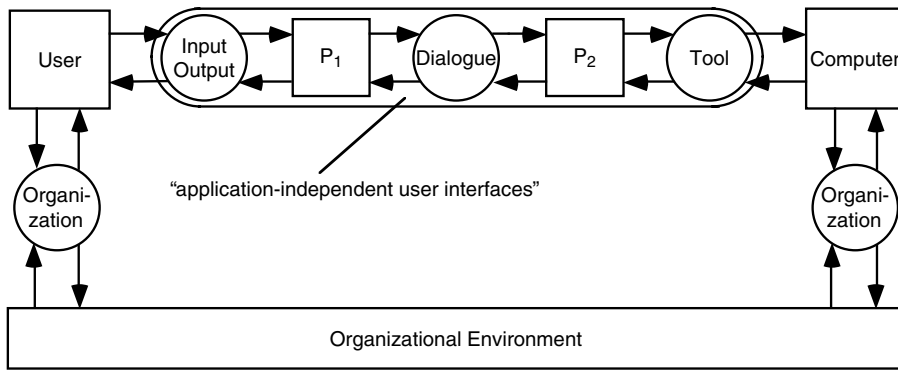 User
Input
Output
P1
Dialogue
P2
Tool
Computer
“application-independent user interfaces”
Organi-
zation
Organi-
zation
Organizational Environment